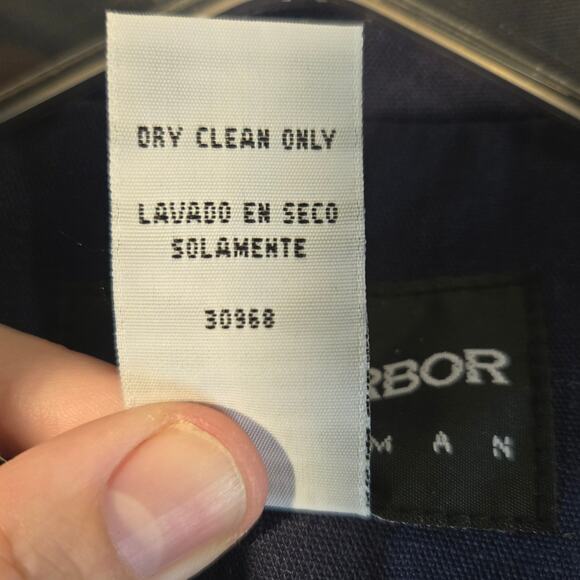 DRY CLEAN ONLY
LAVADO EN SECO
SOLAMENTE
30968
RBOR
MAN